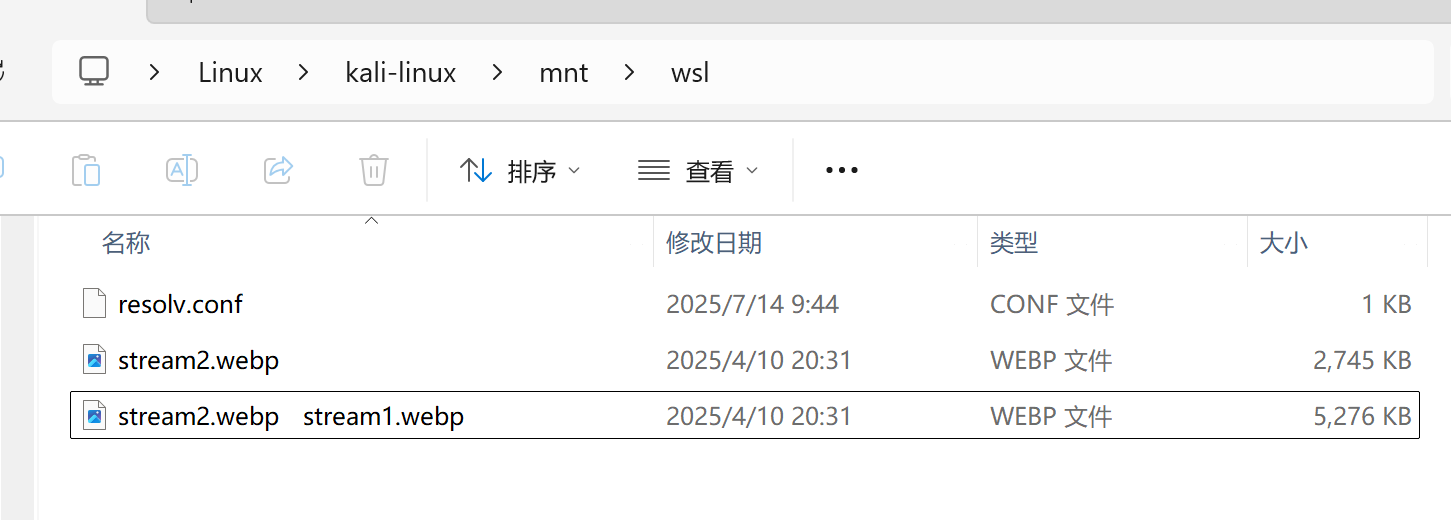 Linux > kali-linux > mnt > wsl
排序 查看 •••
名称 修改日期 类型 大小
resolv.conf 2025/7/14 9:44 CONF 文件 1 KB
stream2.webp 2025/4/10 20:31 WEBP 文件 2,745 KB
stream2.webp stream1.webp 2025/4/10 20:31 WEBP 文件 5,276 KB